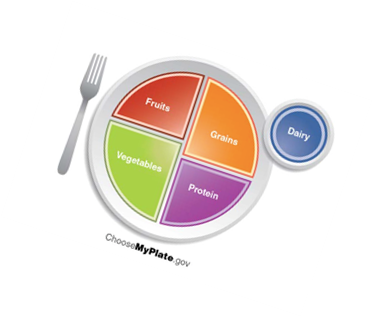 Fruits
Grains
Dairy
Vegetables
Protein
ChooseMyPlate.gov